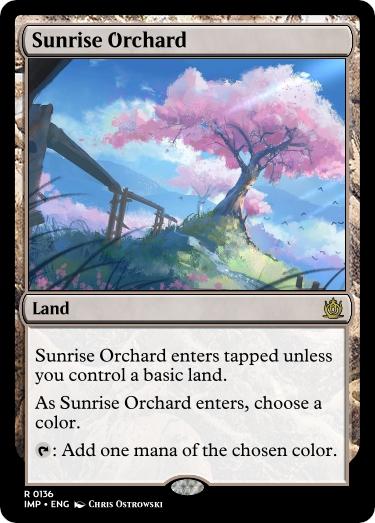 Sunrise Orchard
Land
Sunrise Orchard enters tapped unless
you control a basic land.
As Sunrise Orchard enters, choose a
color.
: Add one mana of the chosen color.
R 0136
IMP • ENG Chris Ostrowski